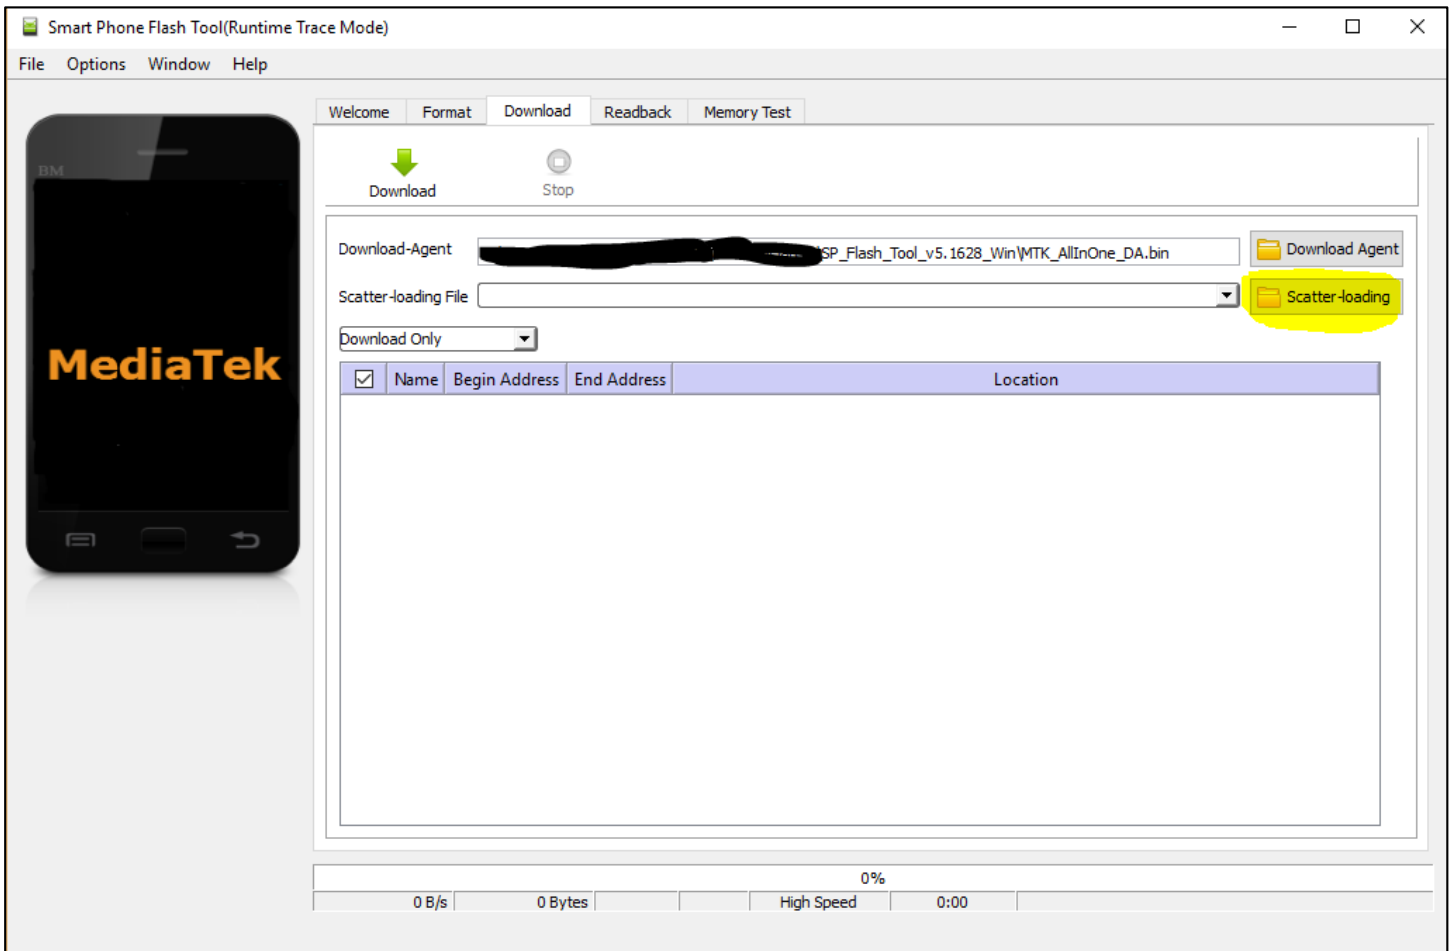 Smart Phone Flash Tool(Runtime Trace Mode)
File Options Window Help
Welcome Format Download Readback Memory Test
BM
Download Stop
Download-Agent \SP_Flash_Tool_v5.1628_Win\MTK_AllInOne_DA.bin Download Agent
Scatter-loading File Scatter-loading
Download Only
MediaTek
Name Begin Address End Address Location
0%
0 B/s 0 Bytes High Speed 0:00